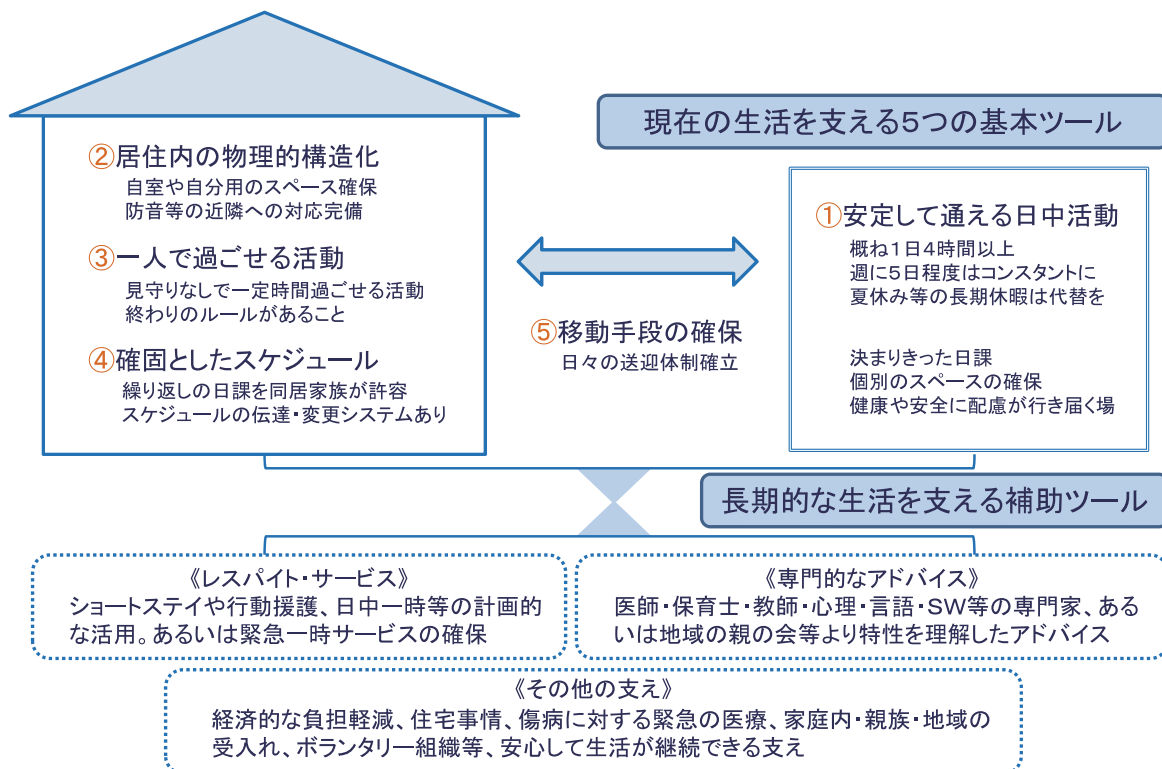 現在の生活を支える5つの基本ツール
②居住内の物理的構造化
自室や自分用のスペース確保
防音等の近隣への対応完備
③一人で過ごせる活動
見守りなしで一定時間過ごせる活動
終わりのルールがあること
④確固としたスケジュール
繰り返しの日課を同居家族が許容
スケジュールの伝達・変更システムあり
⑤移動手段の確保
日々の送迎体制確立
①安定して通える日中活動
概ね1日4時間以上
週に5日程度はコンスタントに
夏休み等の長期休暇は代替を
決まりきった日課
個別のスペースの確保
健康や安全に配慮が行き届く場
長期的な生活を支える補助ツール
《レスパイト・サービス》
ショートステイや行動援護、日中一時等の計画的
な活用。あるいは緊急一時サービスの確保
《専門的なアドバイス》
医師・保育士・教師・心理・言語・SW等の専門家、ある
いは地域の親の会等より特性を理解したアドバイス
《その他の支え》
経済的な負担軽減、住宅事情、傷病に対する緊急の医療、家庭内・親族・地域の
受入れ、ボランタリー組織等、安心して生活が継続できる支え